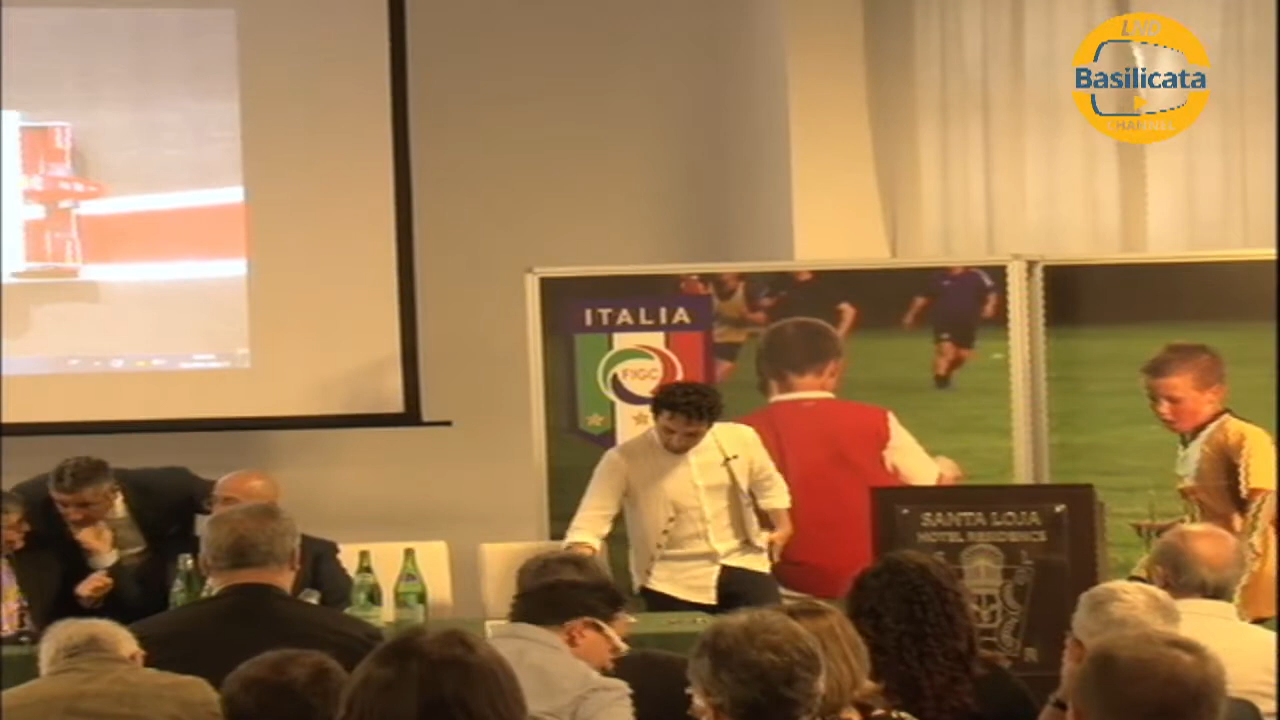 LND
Basilicata
CHANNEL
ITALIA
FIGC
SANTA LOJA
HOTEL RESIDENCE